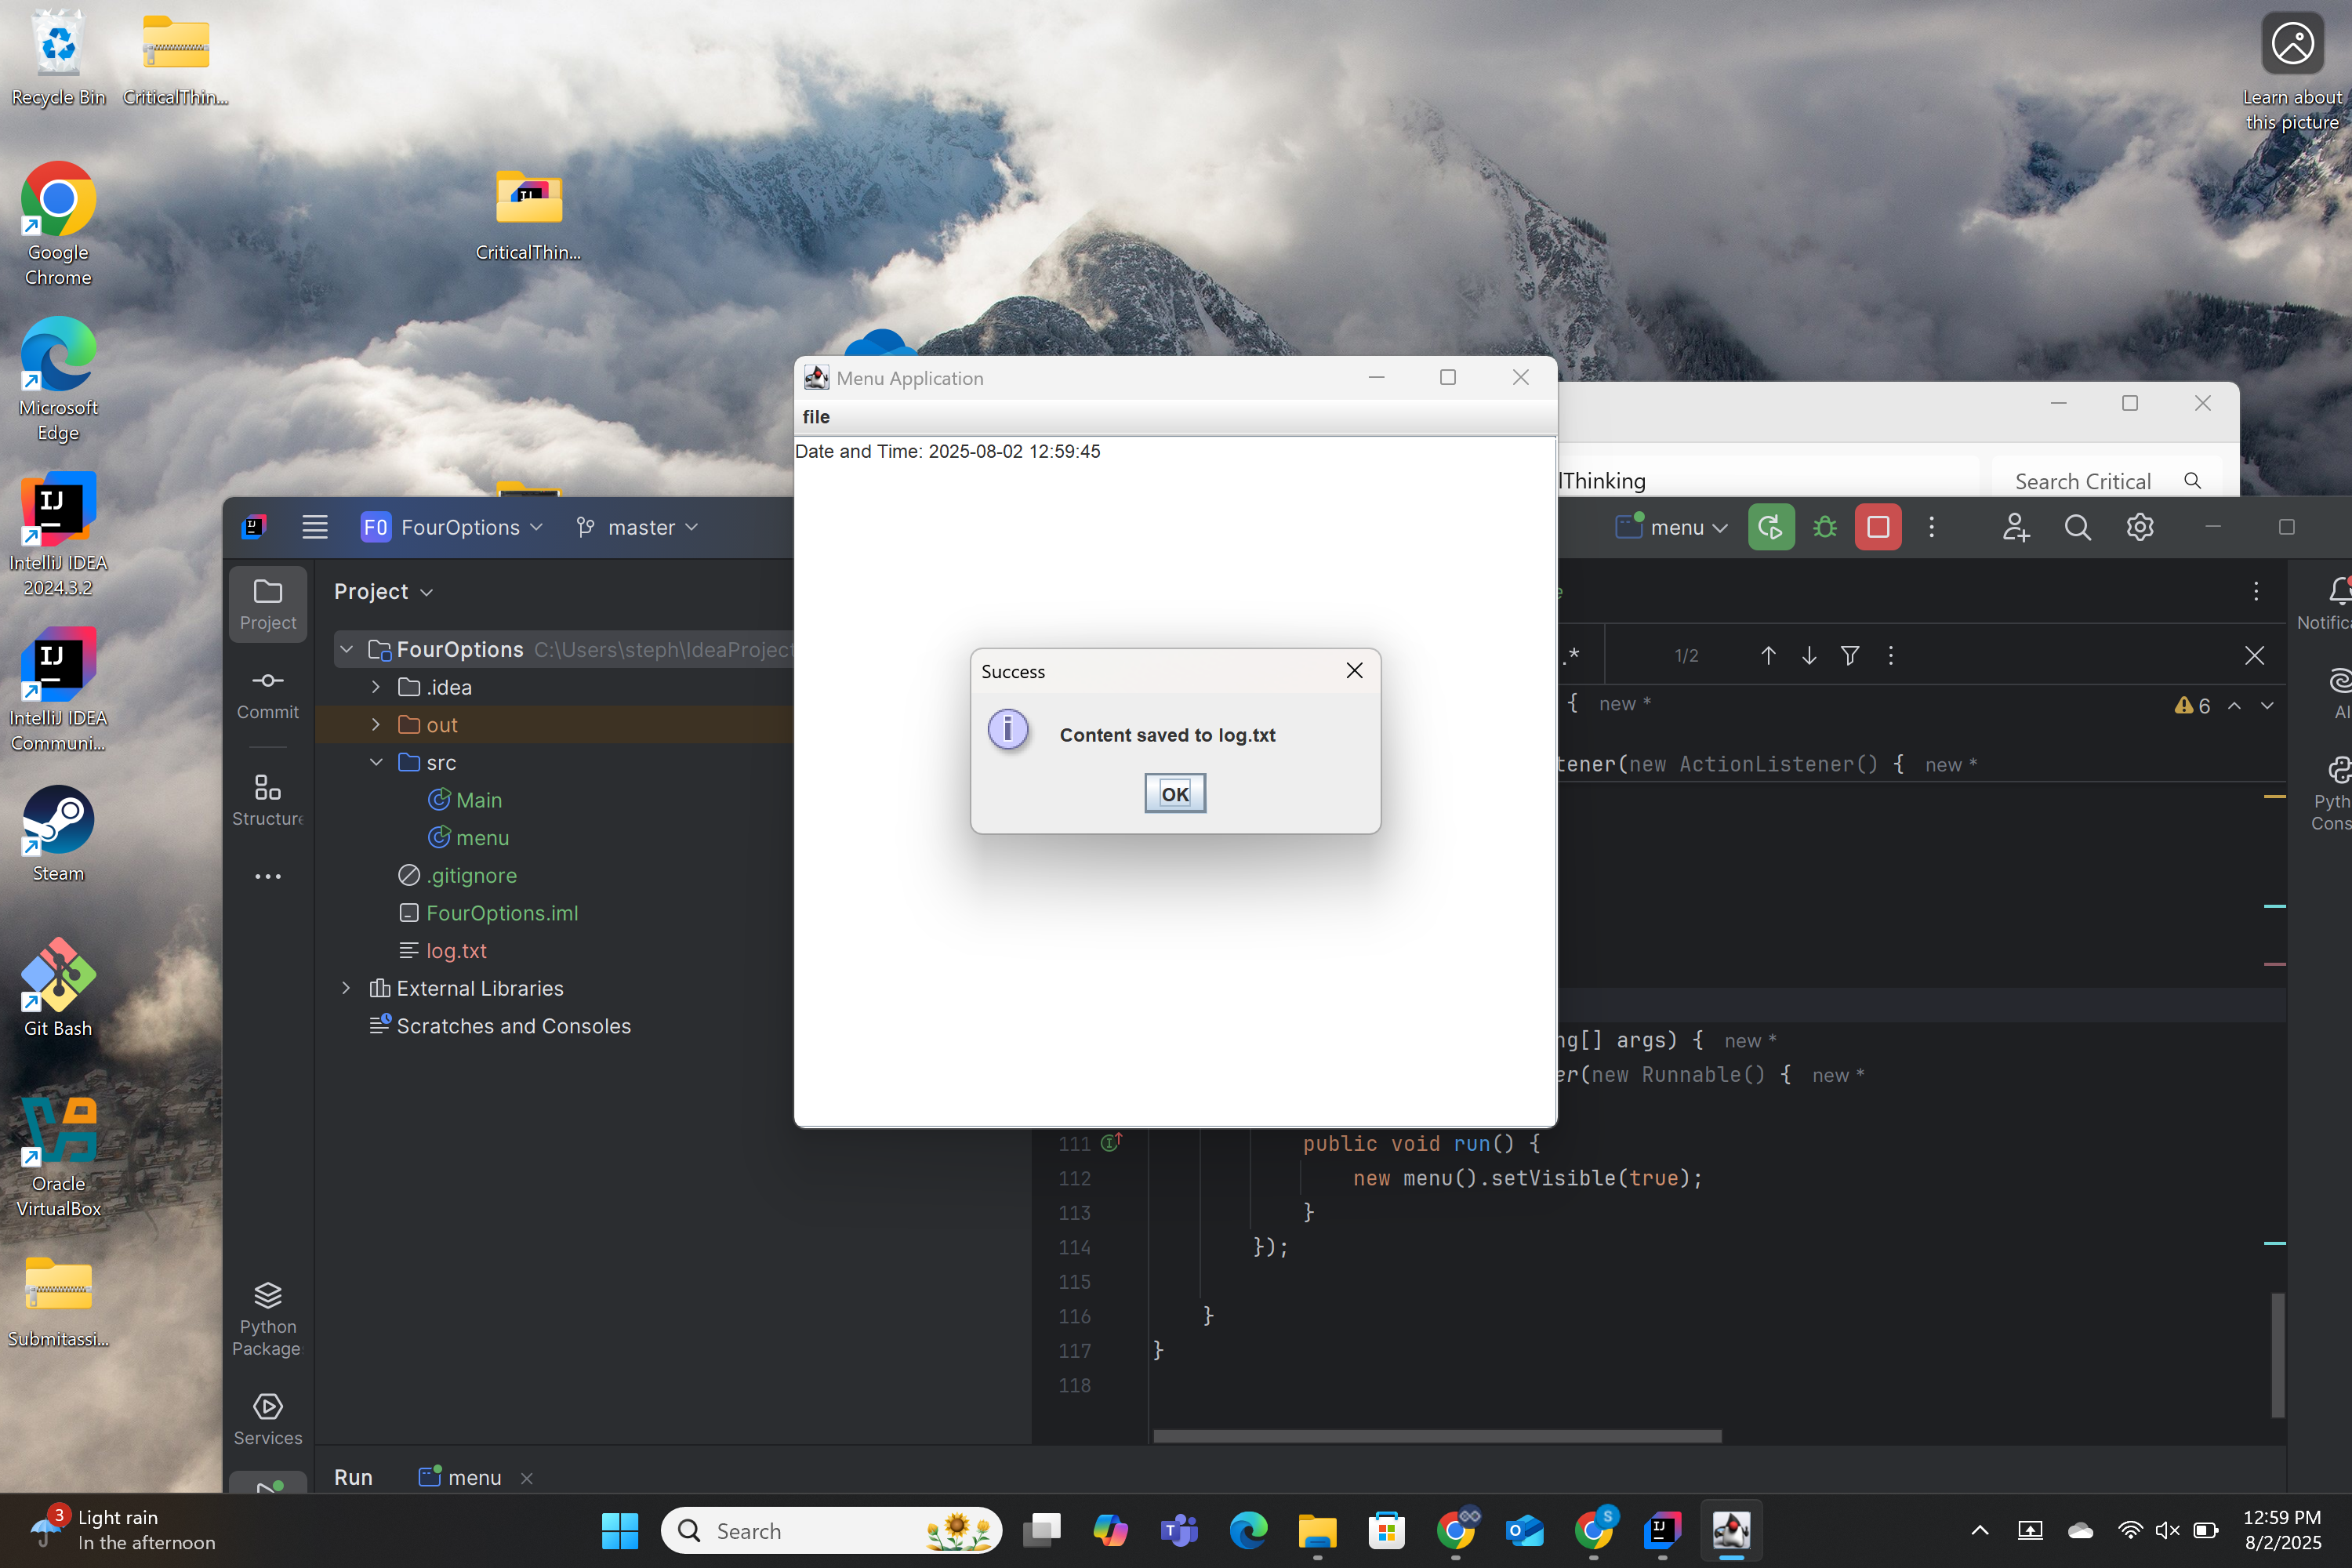 Recycle Bin
CriticalThin...
Learn about
this picture
Google
Chrome
CriticalThin...
Microsoft
Edge
IntelliJ IDEA
2024.3.2
IntelliJ IDEA
Communi...
Steam
Git Bash
Oracle
VirtualBox
Submitassi...
Menu Application
file
Date and Time: 2025-08-02 12:59:45
Success
Content saved to log.txt
OK
lThinking
Search Critical
FO FourOptions
master
menu
Project
Commit
Structure
Python
Package
Services
Project
FourOptions C:\Users\steph\IdeaProject
.idea
out
src
Main
menu
.gitignore
FourOptions.iml
log.txt
External Libraries
Scratches and Consoles
.*
1/2
{ new *
6
tener(new ActionListener() { new *
ng[] args) { new *
er(new Runnable() { new *
111 public void run() {
112 new menu().setVisible(true);
113 }
114 });
115
116 }
117 }
118
Notific
AI
Pyth
Cons
Run
menu
3
Light rain
In the afternoon
Search
12:59 PM
8/2/2025